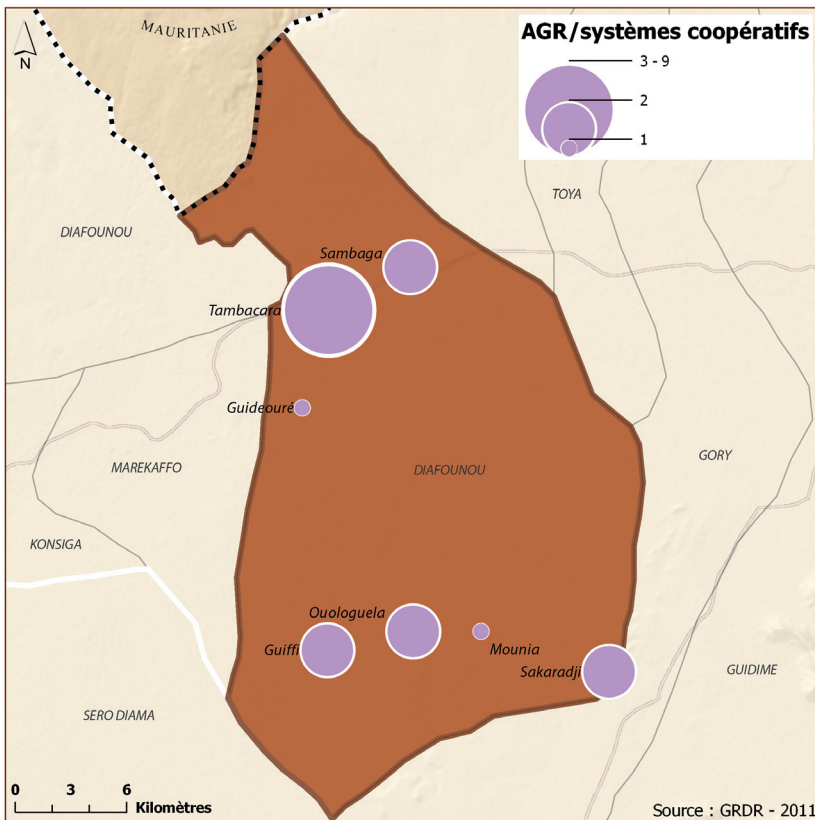 MAURITANIE
N
AGR/systèmes coopératifs
3 - 9
2
1
TOYA
DIAFOUNOU
Sambaga
Tambacara
Guideouré
MAREKAFFO
DIAFOUNOU
GORY
KONSIGA
Ouologuela
Guiffi
Mounia
Sakaradji
GUIDIME
SERO DIAMA
0 3 6
Kilomètres
Source : GRDR - 2011